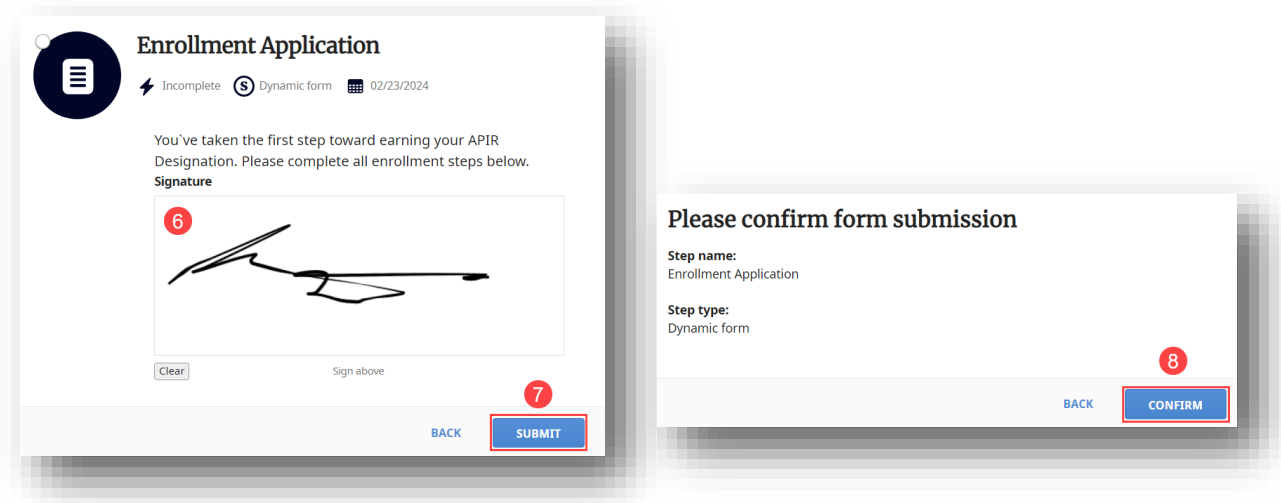 Enrollment Application
Incomplete S Dynamic form 02/23/2024
You`ve taken the first step toward earning your APIR
Designation. Please complete all enrollment steps below.
Signature
6
Clear Sign above
7
BACK SUBMIT
Please confirm form submission
Step name:
Enrollment Application
Step type:
Dynamic form
8
BACK CONFIRM